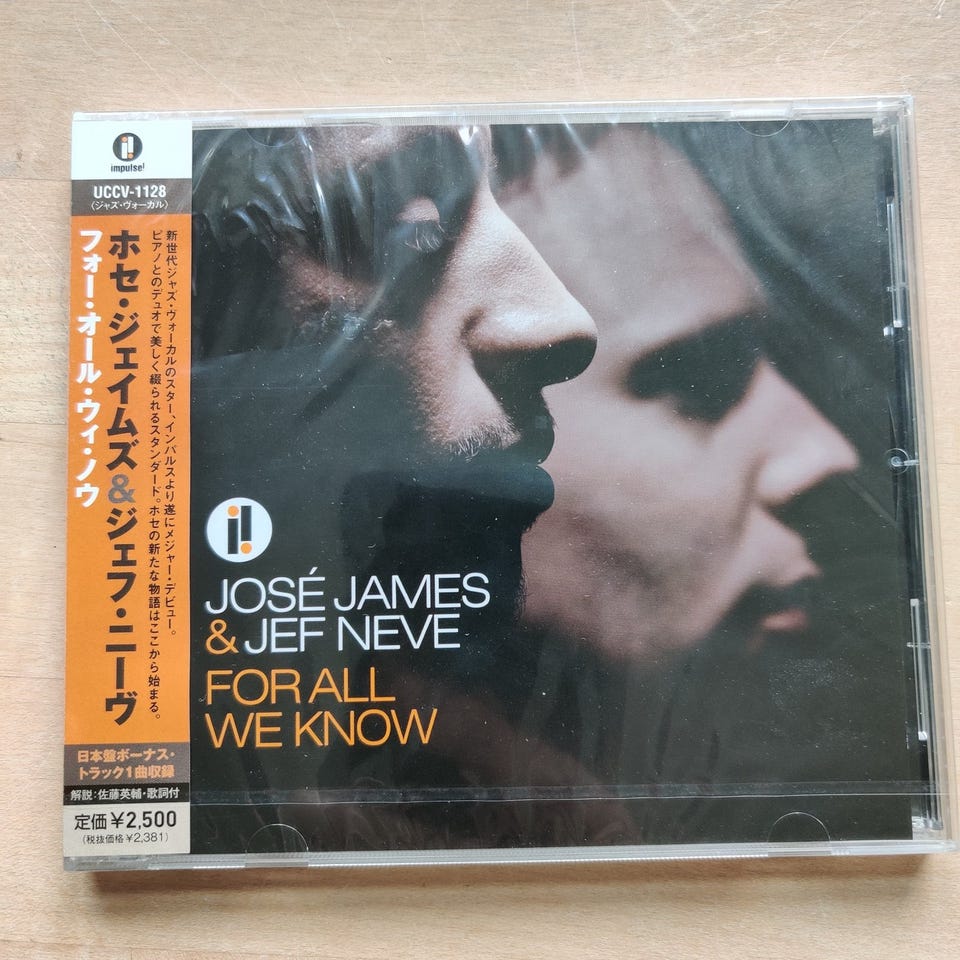 i!
impulse!
UCCV-1128
〈ジャズ・ヴォーカル〉
ホセ・ジェイムズ&ジェフ・ニーヴ
フォー・オール・ウィ・ノウ
新世代ジャズ・ヴォーカルのスター、インパルスより遂にメジャー・デビュー。
ピアノとのデュオで美しく綴られるスタンダード。ホセの新たな物語はここから始まる。
日本盤ボーナス・
トラック1曲収録
解説:佐藤英輔・歌詞付
定価¥2,500
(税抜価格¥2,381)
i!
JOSÉ JAMES
& JEF NEVE
FOR ALL
WE KNOW